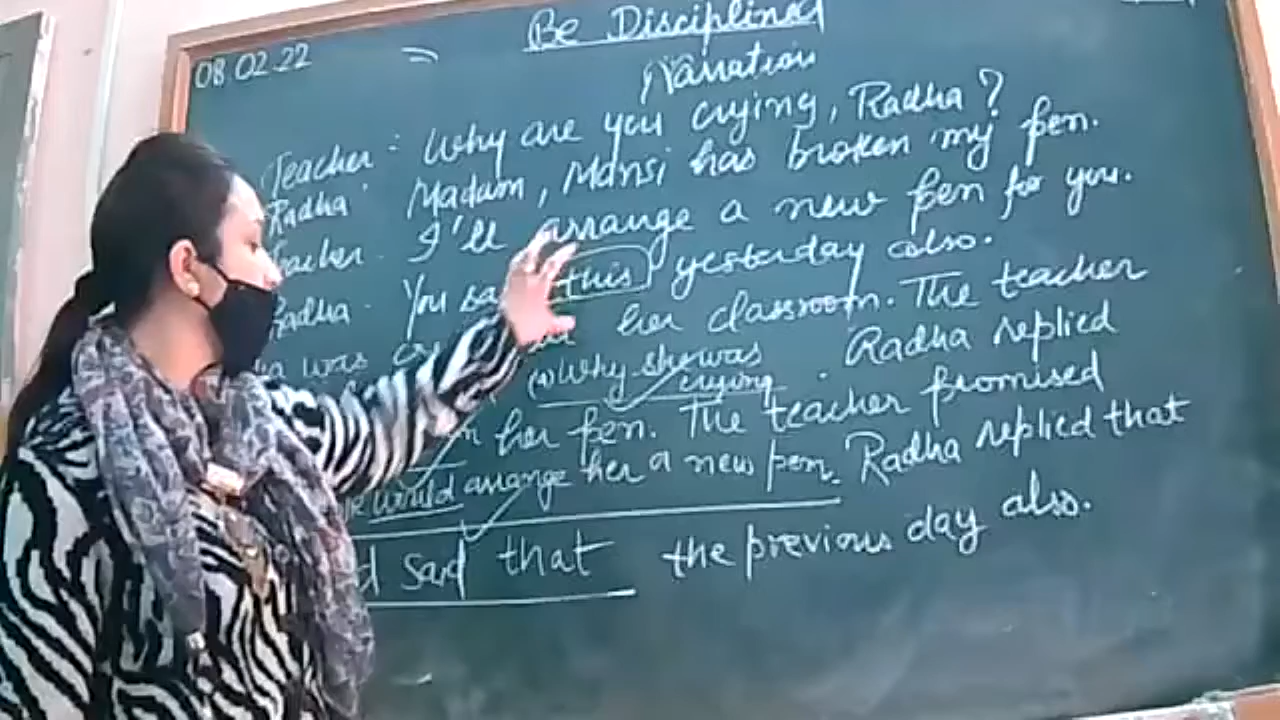 Be Disciplined
08.02.22
Narration
Teacher: Why are you crying, Radha?
Radha: Madam, Mansi has broken my pen.
Teacher. I'll arrange a new pen for you.
Radha. You this yesterday also.
was her classroom. The teacher
(a) Why she was crying. Radha replied
her pen. The teacher promised
would arrange her a new pen. Radha replied that
said that the previous day also.